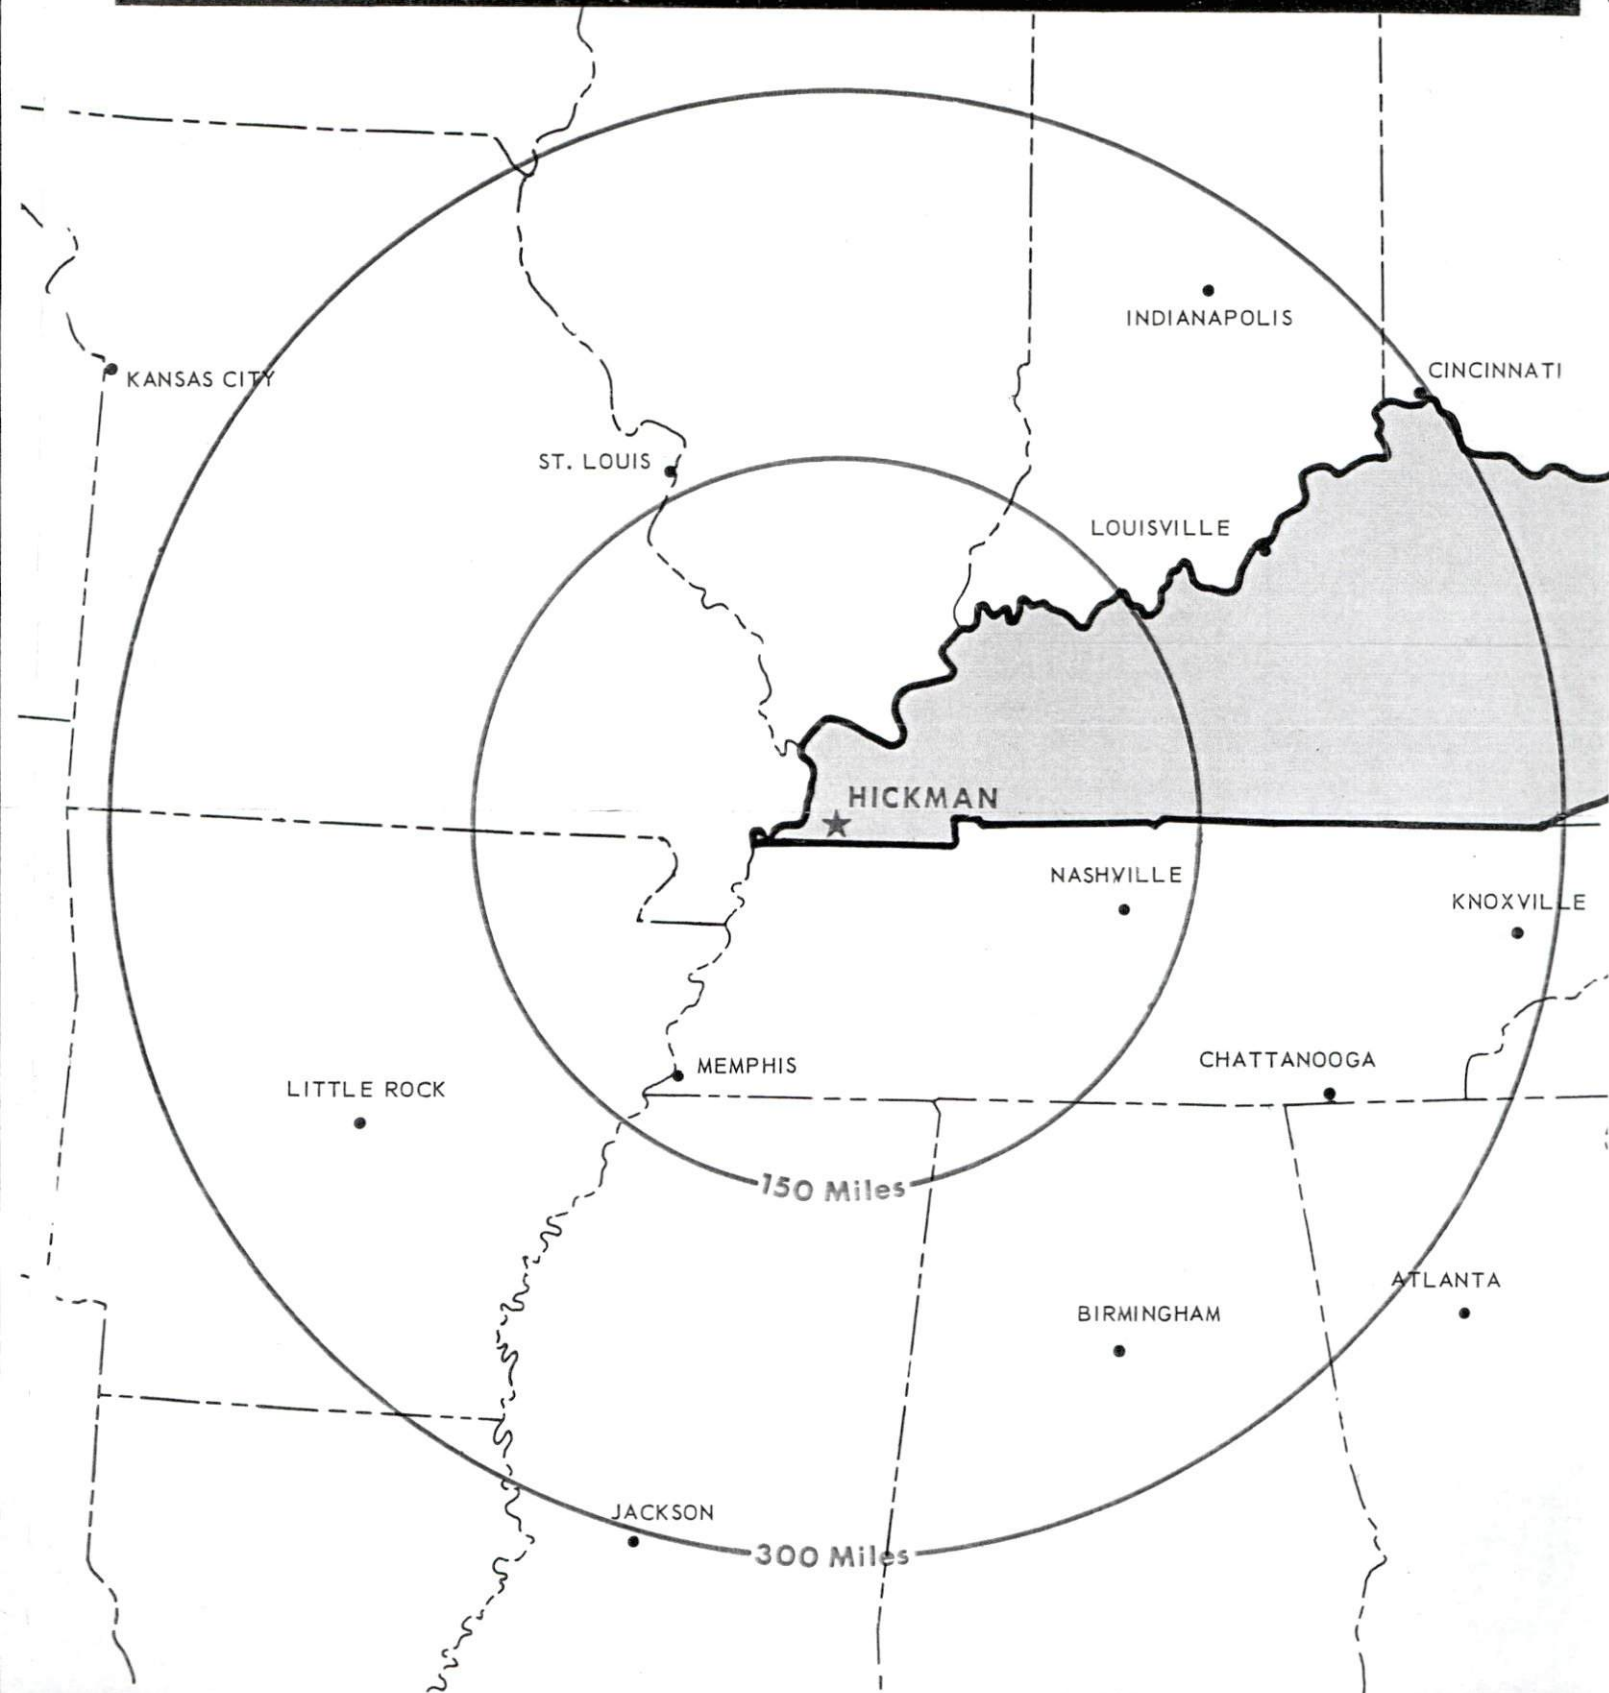 INDIANAPOLIS
CINCINNATI
KANSAS CITY
ST. LOUIS
LOUISVILLE
HICKMAN
NASHVILLE
KNOXVILLE
CHATTANOOGA
MEMPHIS
LITTLE ROCK
150 Miles
ATLANTA
BIRMINGHAM
JACKSON
300 Miles